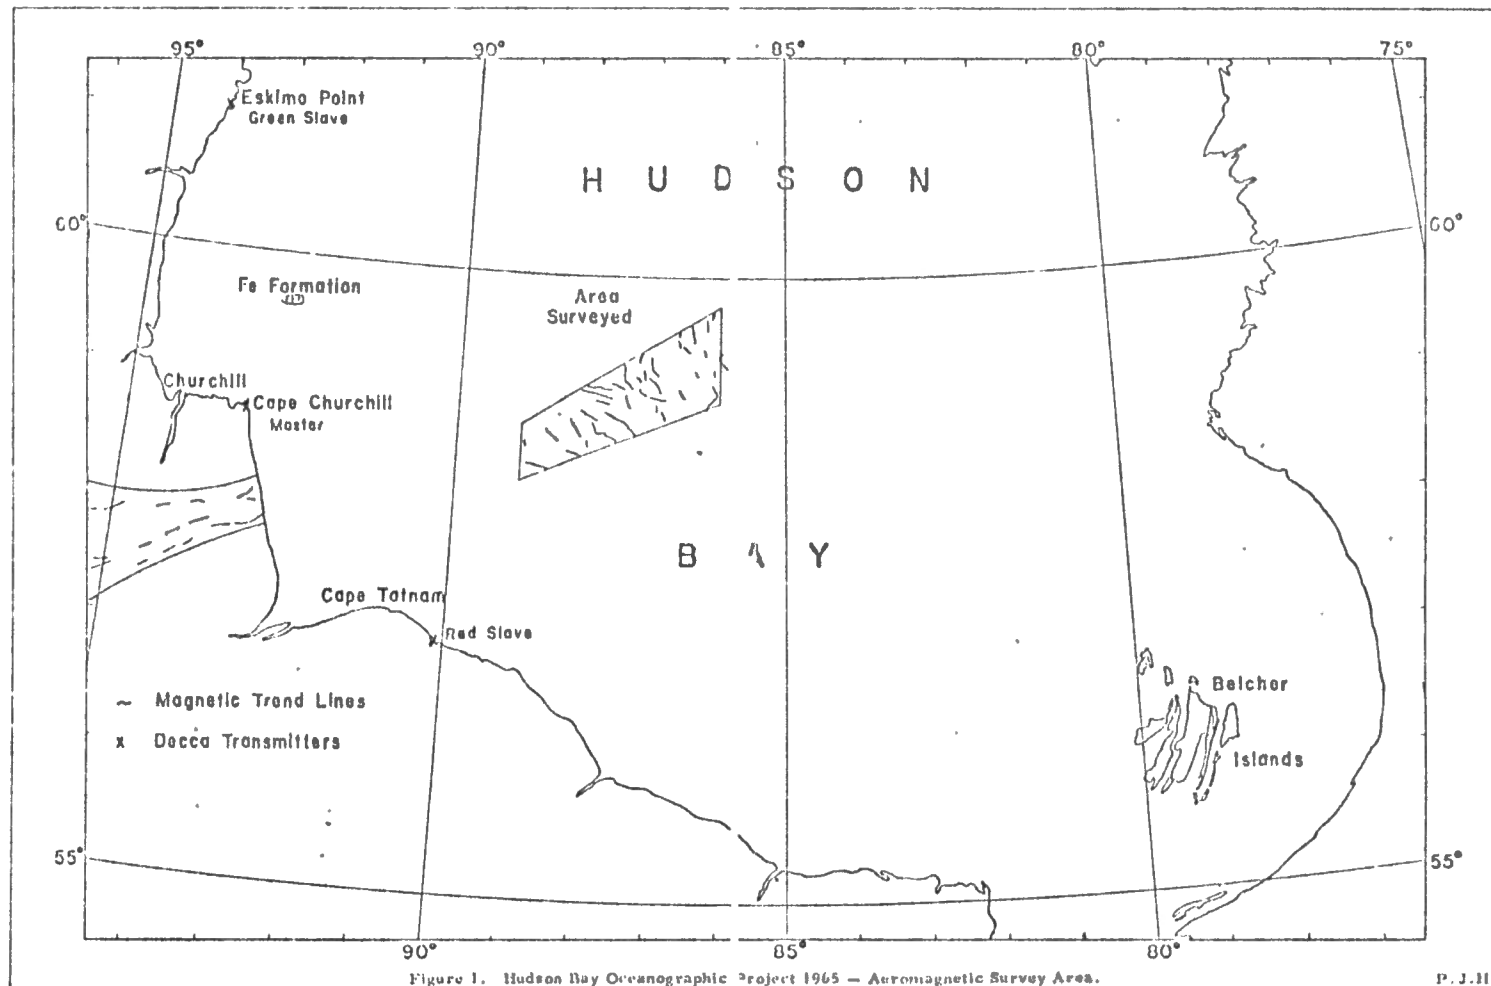 95° 90° 85° 80° 75°
Eskimo Point
Green Slave
H U D S O N
60° 60°
Fe Formation
Area
Surveyed
Churchill
Cape Churchill
Master
B A Y
Cape Tatnam
Red Slave
~ Magnetic Trend Lines
x Decca Transmitters
Belcher
Islands
55° 55°
90° 85° 80°
Figure 1. Hudson Bay Oceanographic Project 1965 — Aeromagnetic Survey Area.
P.J.H